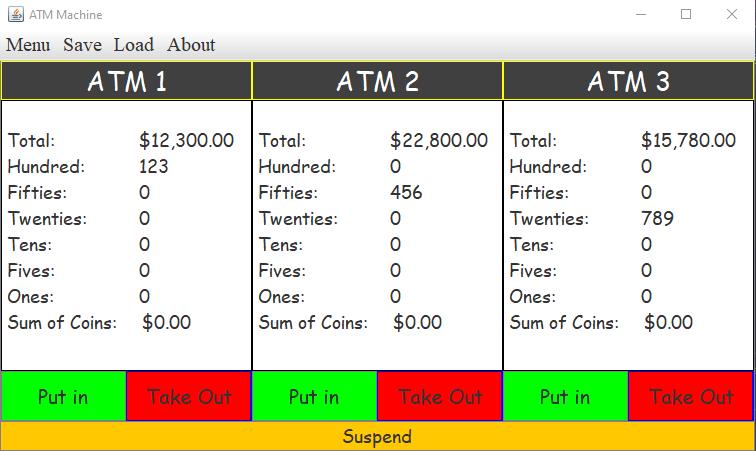 ATM Machine
Menu Save Load About
ATM 1
Total: $12,300.00
Hundred: 123
Fifties: 0
Twenties: 0
Tens: 0
Fives: 0
Ones: 0
Sum of Coins: $0.00
Put in Take Out
ATM 2
Total: $22,800.00
Hundred: 0
Fifties: 456
Twenties: 0
Tens: 0
Fives: 0
Ones: 0
Sum of Coins: $0.00
Put in Take Out
ATM 3
Total: $15,780.00
Hundred: 0
Fifties: 0
Twenties: 789
Tens: 0
Fives: 0
Ones: 0
Sum of Coins: $0.00
Put in Take Out
Suspend